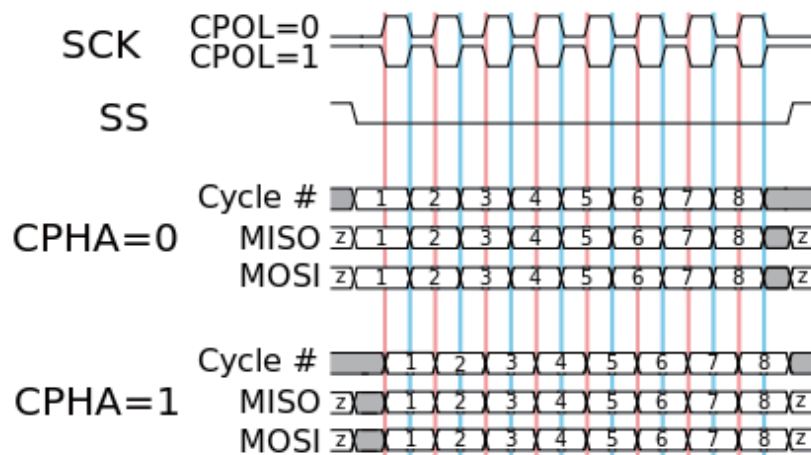 SCK CPOL=0
CPOL=1
SS
Cycle # 1 2 3 4 5 6 7 8
CPHA=0
MISO z 1 2 3 4 5 6 7 8 z
MOSI z 1 2 3 4 5 6 7 8 z
Cycle # 1 2 3 4 5 6 7 8
CPHA=1
MISO z 1 2 3 4 5 6 7 8 z
MOSI z 1 2 3 4 5 6 7 8 z